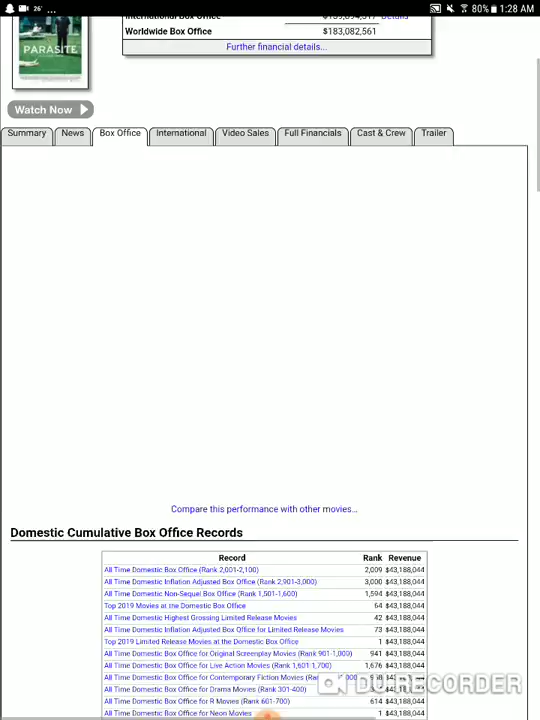 26°
...
80% 1:28 AM
International Box Office $139,894,517 Details
Worldwide Box Office $183,082,561
Further financial details...
PARASITE
Watch Now
Summary News Box Office International Video Sales Full Financials Cast & Crew Trailer
Compare this performance with other movies…
Domestic Cumulative Box Office Records
Record Rank Revenue
All Time Domestic Box Office (Rank 2,001-2,100) 2,009 $43,188,044
All Time Domestic Inflation Adjusted Box Office (Rank 2,901-3,000) 3,000 $43,188,044
All Time Domestic Non-Sequel Box Office (Rank 1,501-1,600) 1,594 $43,188,044
Top 2019 Movies at the Domestic Box Office 64 $43,188,044
All Time Domestic Highest Grossing Limited Release Movies 42 $43,188,044
All Time Domestic Inflation Adjusted Box Office for Limited Release Movies 73 $43,188,044
Top 2019 Limited Release Movies at the Domestic Box Office 1 $43,188,044
All Time Domestic Box Office for Original Screenplay Movies (Rank 901-1,000) 941 $43,188,044
All Time Domestic Box Office for Live Action Movies (Rank 1,601-1,700) 1,676 $43,188,044
All Time Domestic Box Office for Contemporary Fiction Movies (Rank
All Time Domestic Box Office for Drama Movies (Rank 301-400)
DU RECORDER
All Time Domestic Box Office for R Movies (Rank 601-700) 614 $43,188,044
All Time Domestic Box Office for Neon Movies 1 $43,188,044